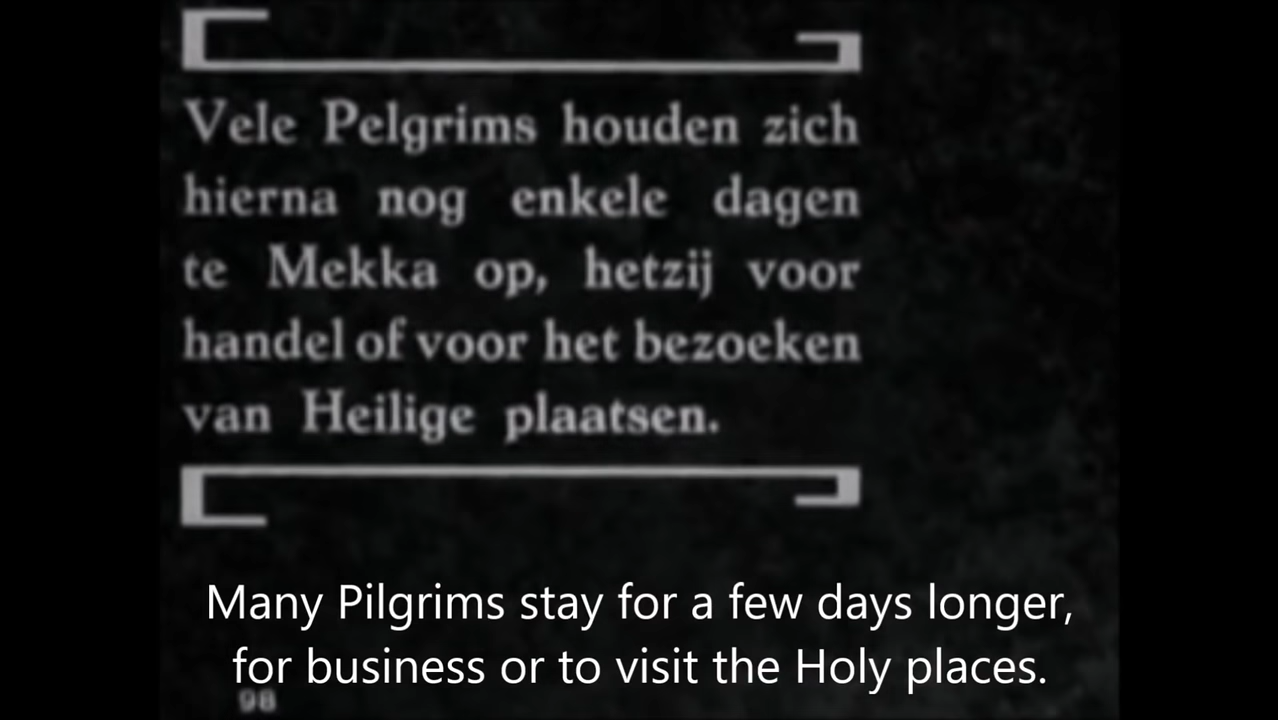 Vele Pelgrims houden zich
hierna nog enkele dagen
te Mekka op, hetzij voor
handel of voor het bezoeken
van Heilige plaatsen.
Many Pilgrims stay for a few days longer,
for business or to visit the Holy places.
98